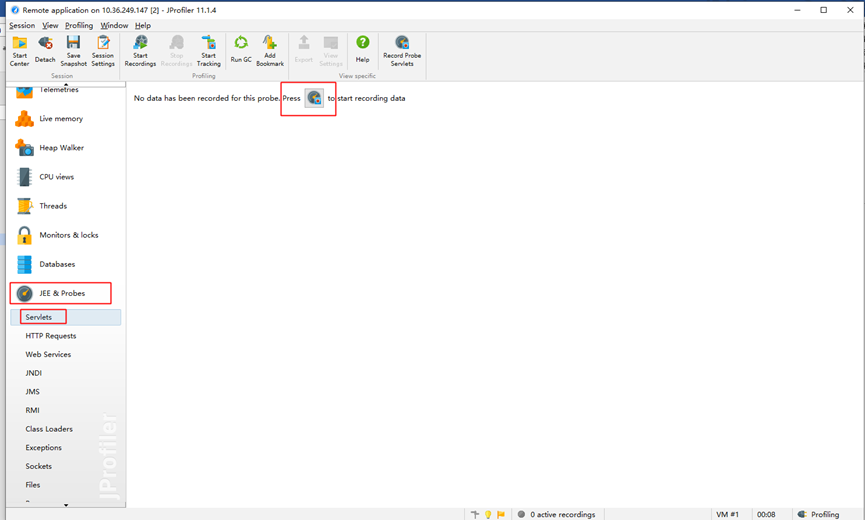 Remote application on 10.36.249.147 [2] - JProfiler 11.1.4
Session View Profiling Window Help
Start Center
Detach
Save Snapshot
Session Settings
Start Recordings
Stop Recordings
Start Tracking
Run GC
Add Bookmark
Export
View Settings
Help
Record Probe Servlets
Session
Profiling
View specific
Telemetries
Live memory
Heap Walker
CPU views
Threads
Monitors & locks
Databases
JEE & Probes
Servlets
HTTP Requests
Web Services
JNDI
JMS
RMI
Class Loaders
Exceptions
Sockets
Files
JProfiler
No data has been recorded for this probe. Press to start recording data
0 active recordings
VM #1
00:08
Profiling